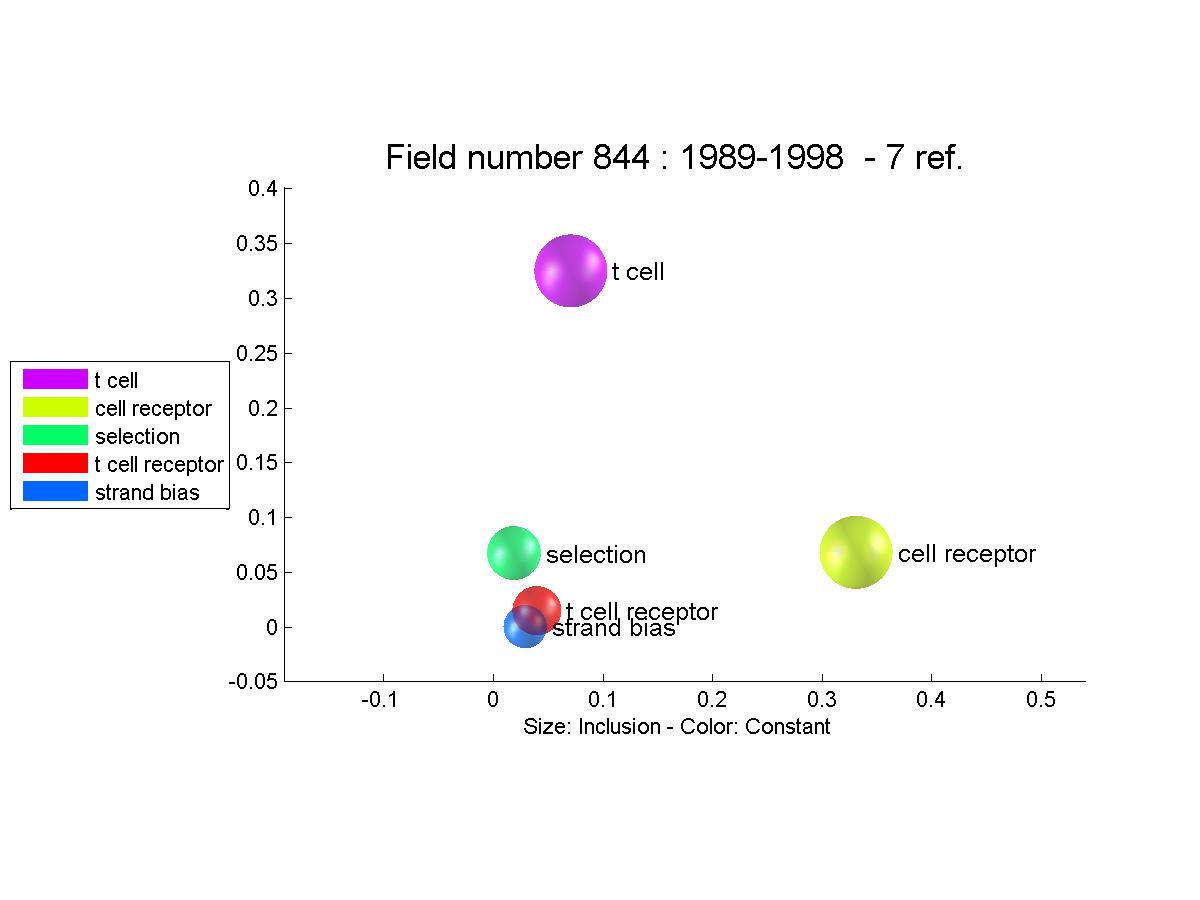 Field number 844 : 1989-1998  - 7 ref.
0.4
0.35
0.3
0.25
0.2
0.15
0.1
0.05
0
-0.05
t cell
cell receptor
selection
t cell receptor
strand bias
t cell
selection
cell receptor
t cell receptor
strand bias
-0.1
0
0.1
0.2
0.3
0.4
0.5
Size: Inclusion - Color: Constant